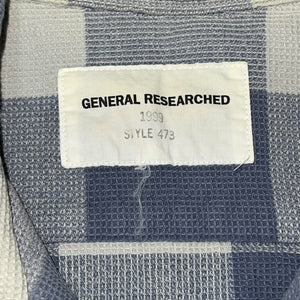 GENERAL RESEARCHED
1999
STYLE 473